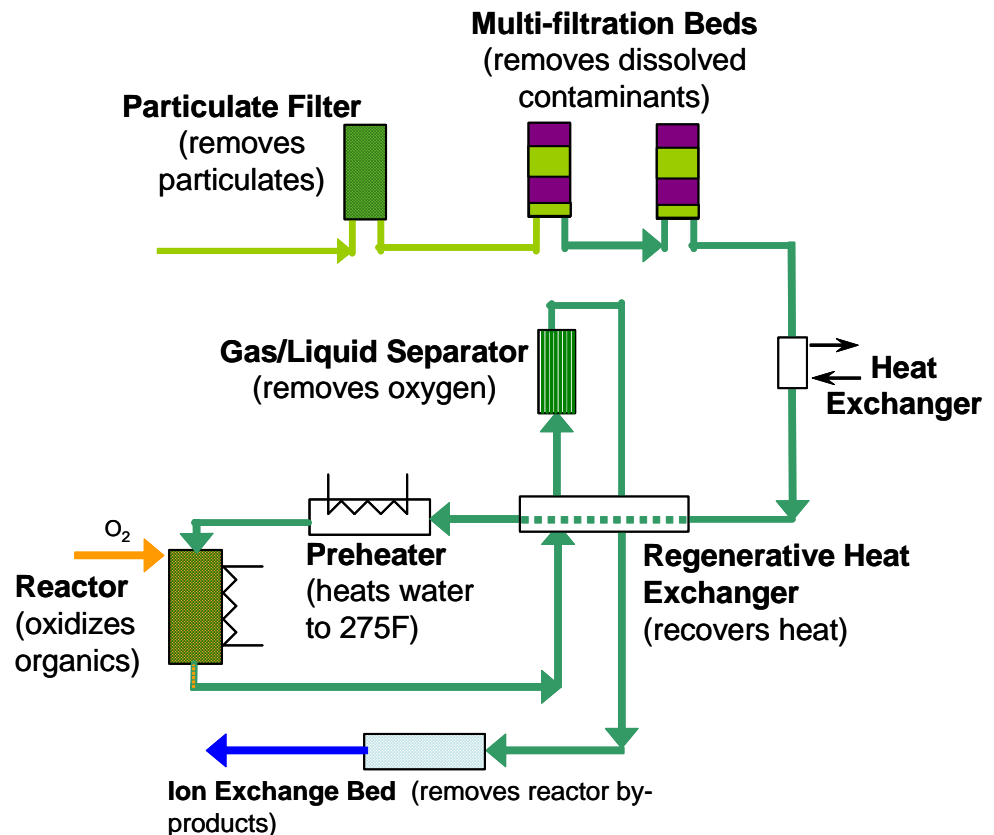 Multi-filtration Beds
(removes dissolved
contaminants)
Particulate Filter
(removes
particulates)
Gas/Liquid Separator
(removes oxygen)
Heat
Exchanger
O2
Preheater
(heats water
to 275F)
Regenerative Heat
Exchanger
(recovers heat)
Reactor
(oxidizes
organics)
Ion Exchange Bed (removes reactor by-
products)